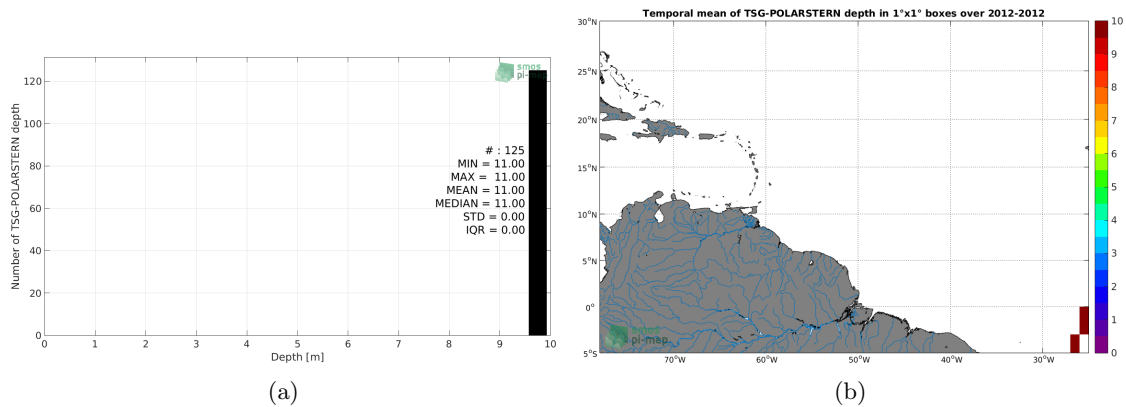 smos
pi-map
Number of TSG-POLARSTERN depth
120
100
80
60
40
20
0
# : 125
MIN = 11.00
MAX = 11.00
MEAN = 11.00
MEDIAN = 11.00
STD = 0.00
IQR = 0.00
0 1 2 3 4 5 6 7 8 9 10
Depth [m]
(a)
Temporal mean of TSG-POLARSTERN depth in 1°x1° boxes over 2012-2012
30°N
25°N
20°N
15°N
10°N
5°N
0°
5°S
70°W 60°W 50°W 40°W 30°W
smos
pi-map
10
9
8
7
6
5
4
3
2
1
0
(b)